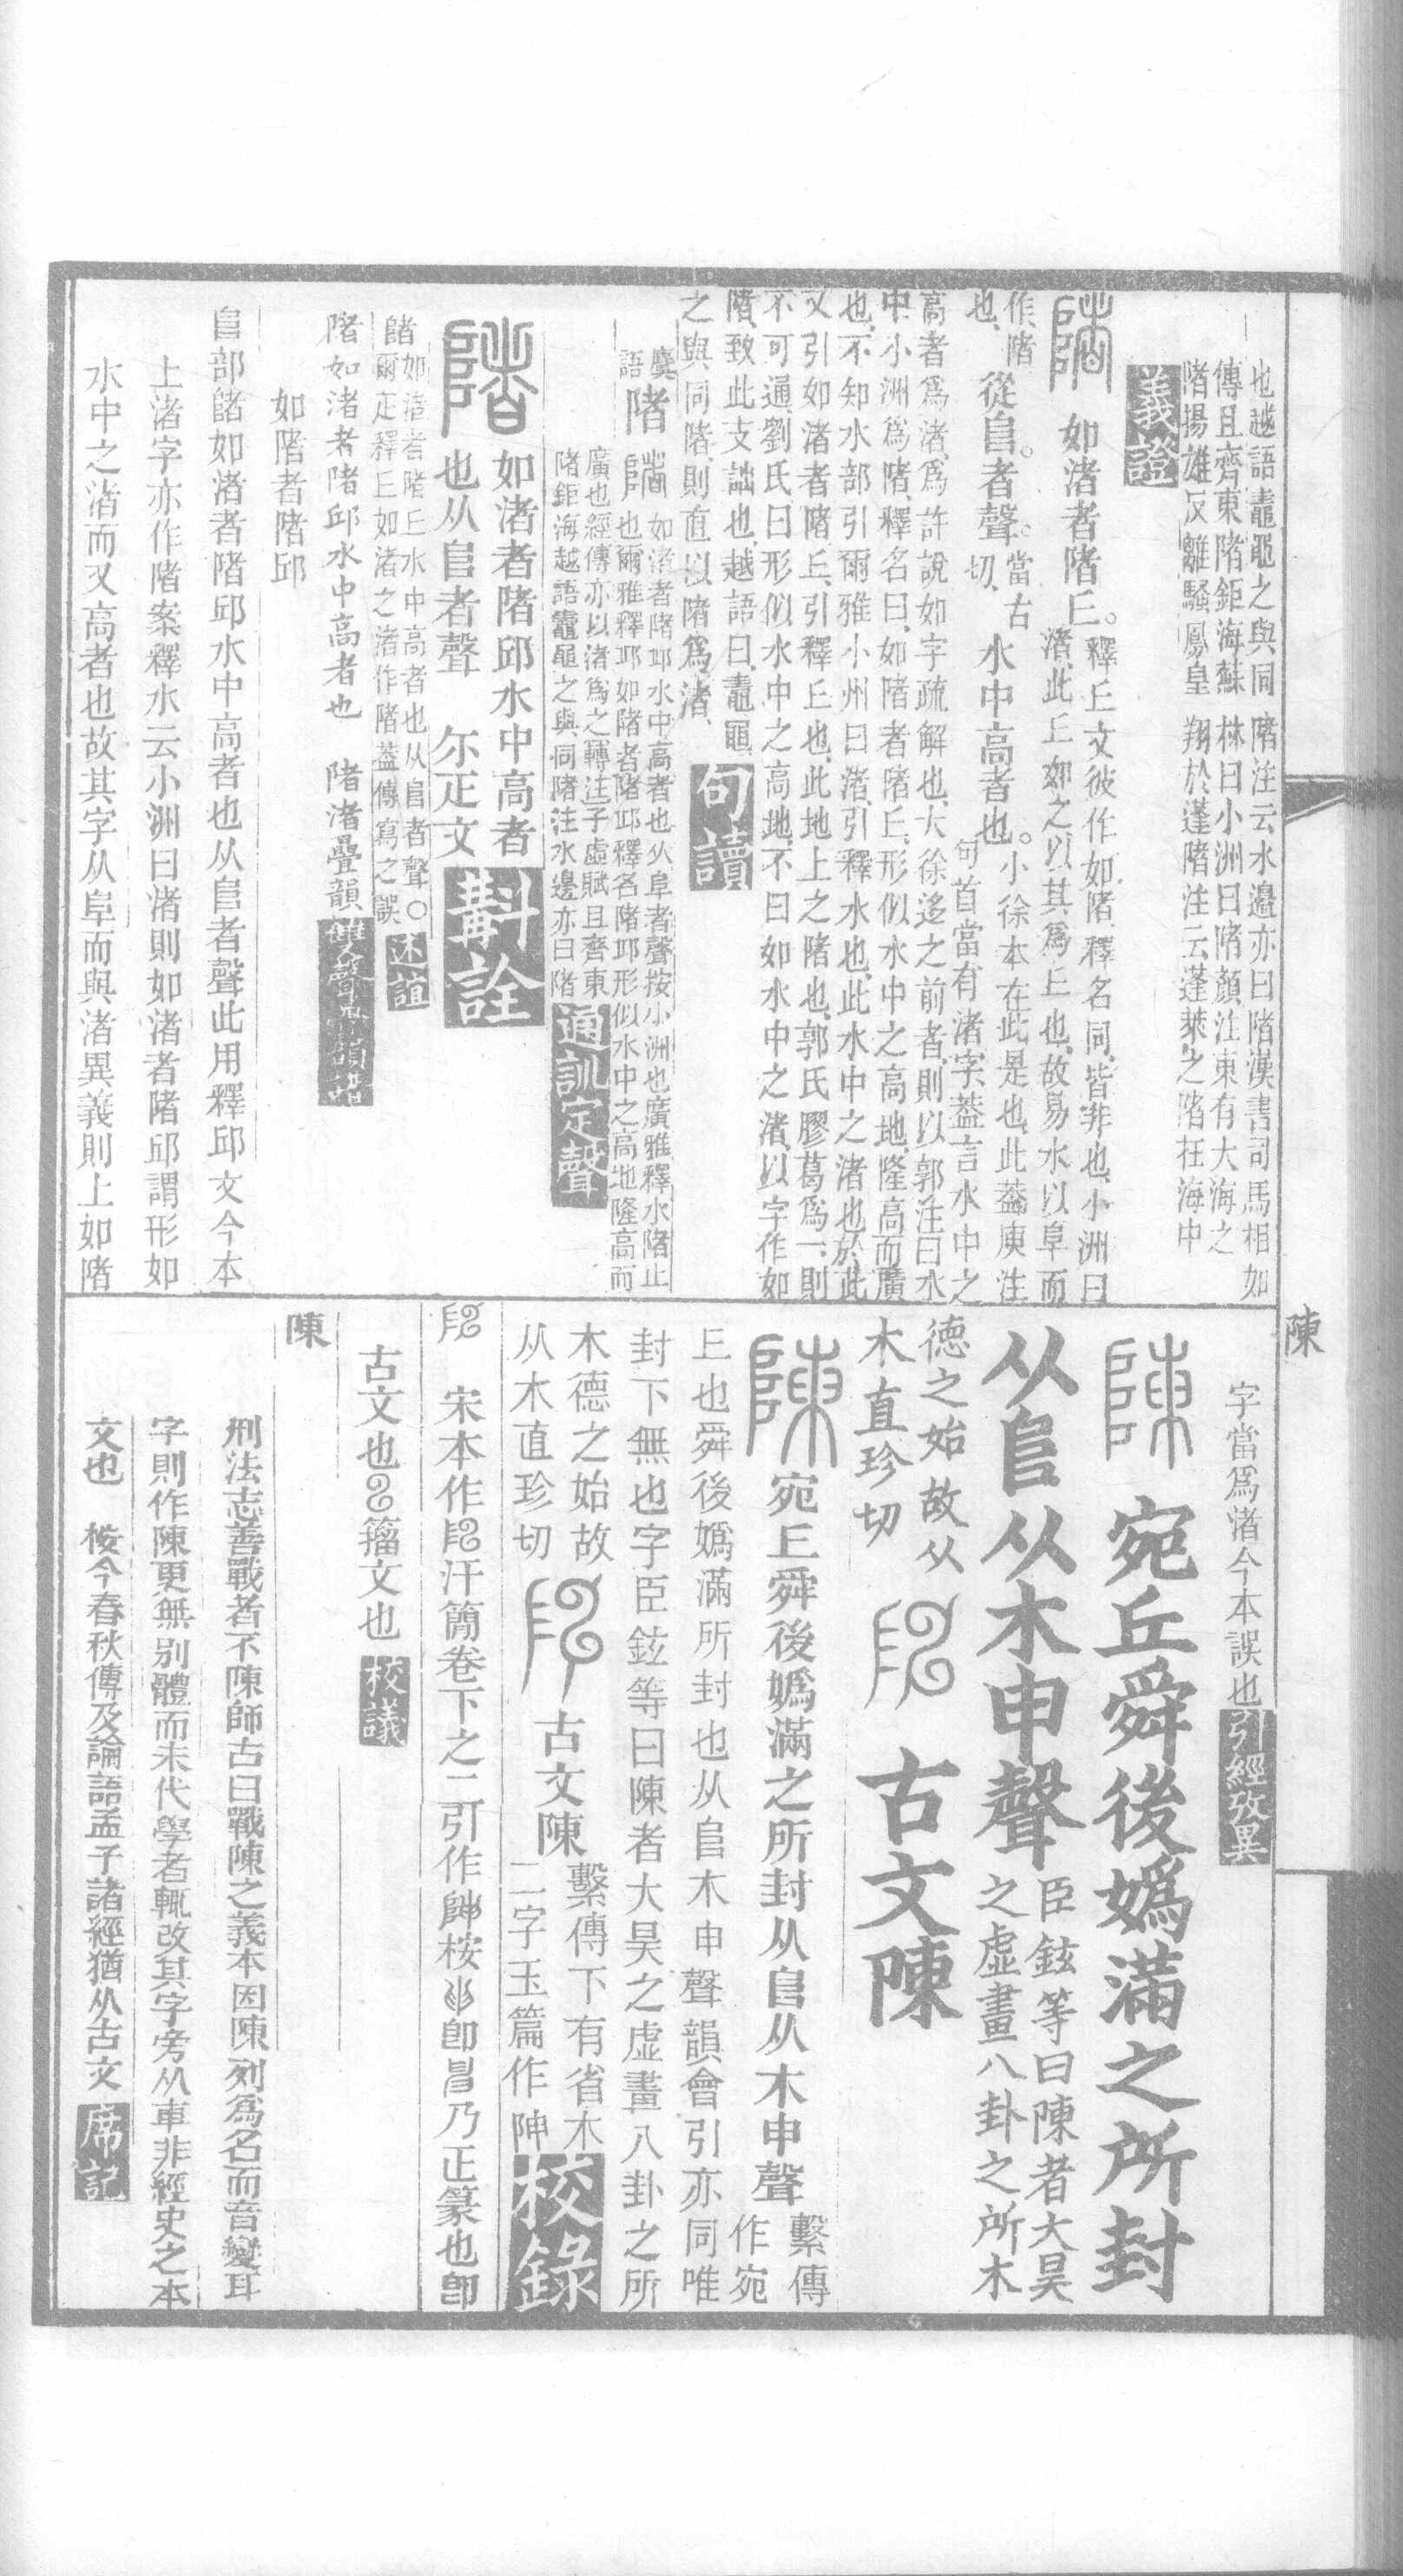 也越語鼃黽之與同陼注云水邊亦曰陼漢書司馬相如
傳且齊東陼鉅海蘇林曰小洲曰陼顏注東有大海之
陼揚雄反離騷鳳皇翔於蓬陼注云蓬萊之陼在海中
義證
如渚者陼丘。釋丘文彼作如陼、釋名同、皆非也、小洲曰
渚、此丘如之以其爲丘也、故易水以阜而
作、陼
也、
從𨸏。者聲。當古
切、
水中高者也。小徐本在此是也、此蓋庾注
句首當有渚字、蓋言水中之
高者爲渚、爲許說如字疏解也、大徐迻之前者、則以郭注曰水
中小洲爲陼、釋名曰、如陼者陼丘、形似水中之高地、隆高而廣
也、不知水部引爾雅小州曰渚、引釋水也、此水中之渚也、於此
又引如渚者陼丘、引釋丘也、此地上之陼也、郭氏膠葛爲一、則
不可通、劉氏曰形似水中之高地、不曰如水中之渚、以字作如
陼、致此支詘也、越語曰、鼃黽
之與同陼、則直以陼爲渚、
句讀
陼
如渚者陼邱水中高者也从阜者聲按小洲也廣雅釋水陼止
也爾雅釋邱如陼者陼邱釋名陼邱形似水中之高地隆高而
廣也經傳亦以渚爲之轉注子虛賦且齊東
陼鉅海越語鼃黽之與同陼注水邊亦曰陼
通訓定聲
如渚者陼邱水中高者
也从𨸏者聲 尒疋文
斠詮
陼如渚者陼丘水中高者也从𨸏者聲○
爾疋釋丘如渚之渚作陼蓋傳寫之誤
述誼
陼如渚者陼邱水中高者也 陼渚疊韻
如陼者陼邱
𨸏部陼如渚者陼邱水中高者也从𨸏者聲此用釋邱文今本
上渚字亦作陼案釋水云小洲曰渚則如渚者陼邱謂形如
水中之渚而又高者也故其字从阜而與渚異義則上如陼
字當爲渚今本誤也
引經攷異
陳
宛丘舜後嬀滿之所封
从𨸏从木申聲
臣鉉等曰陳者大昊
之虛畫八卦之所木
德之始故从
木直珍切
古文陳
宛丘舜後嬀滿之所封从𨸏从木申聲
繫傳
作宛
丘也舜後嬀滿所封也从𨸏木申聲韻會引亦同唯
封下無也字臣鉉等曰陳者大昊之虛畫八卦之所
木德之始故
从木直珍切
古文陳
繫傳下有省木
二字玉篇作𨸬
校錄
宋本作
汗簡卷下之二引作
桉
卽昌乃正篆也卽
古文也
籀文也
校議
陳
刑法志善戰者不陳師古曰戰陳之義本因陳列爲名而音變耳
字則作陳更無別體而末代學者輒改其字旁从車非經史之本
文也 桉今春秋傳及論語孟子諸經猶从古文
席記